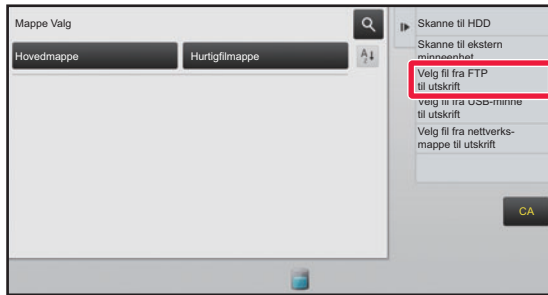 Mappe Valg
Hovedmappe
Hurtigfilmappe
Skanne til HDD
Skanne til ekstern
minneenhet
Velg fil fra FTP
til utskrift
Velg fil fra USB-minne
til utskrift
Velg fil fra nettverks-
mappe til utskrift
CA